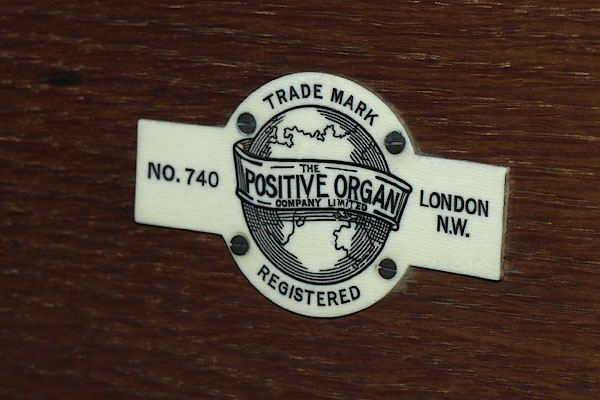 TRADE MARK
NO. 740
THE
POSITIVE ORGAN
COMPANY LIMITED
LONDON
N.W.
REGISTERED